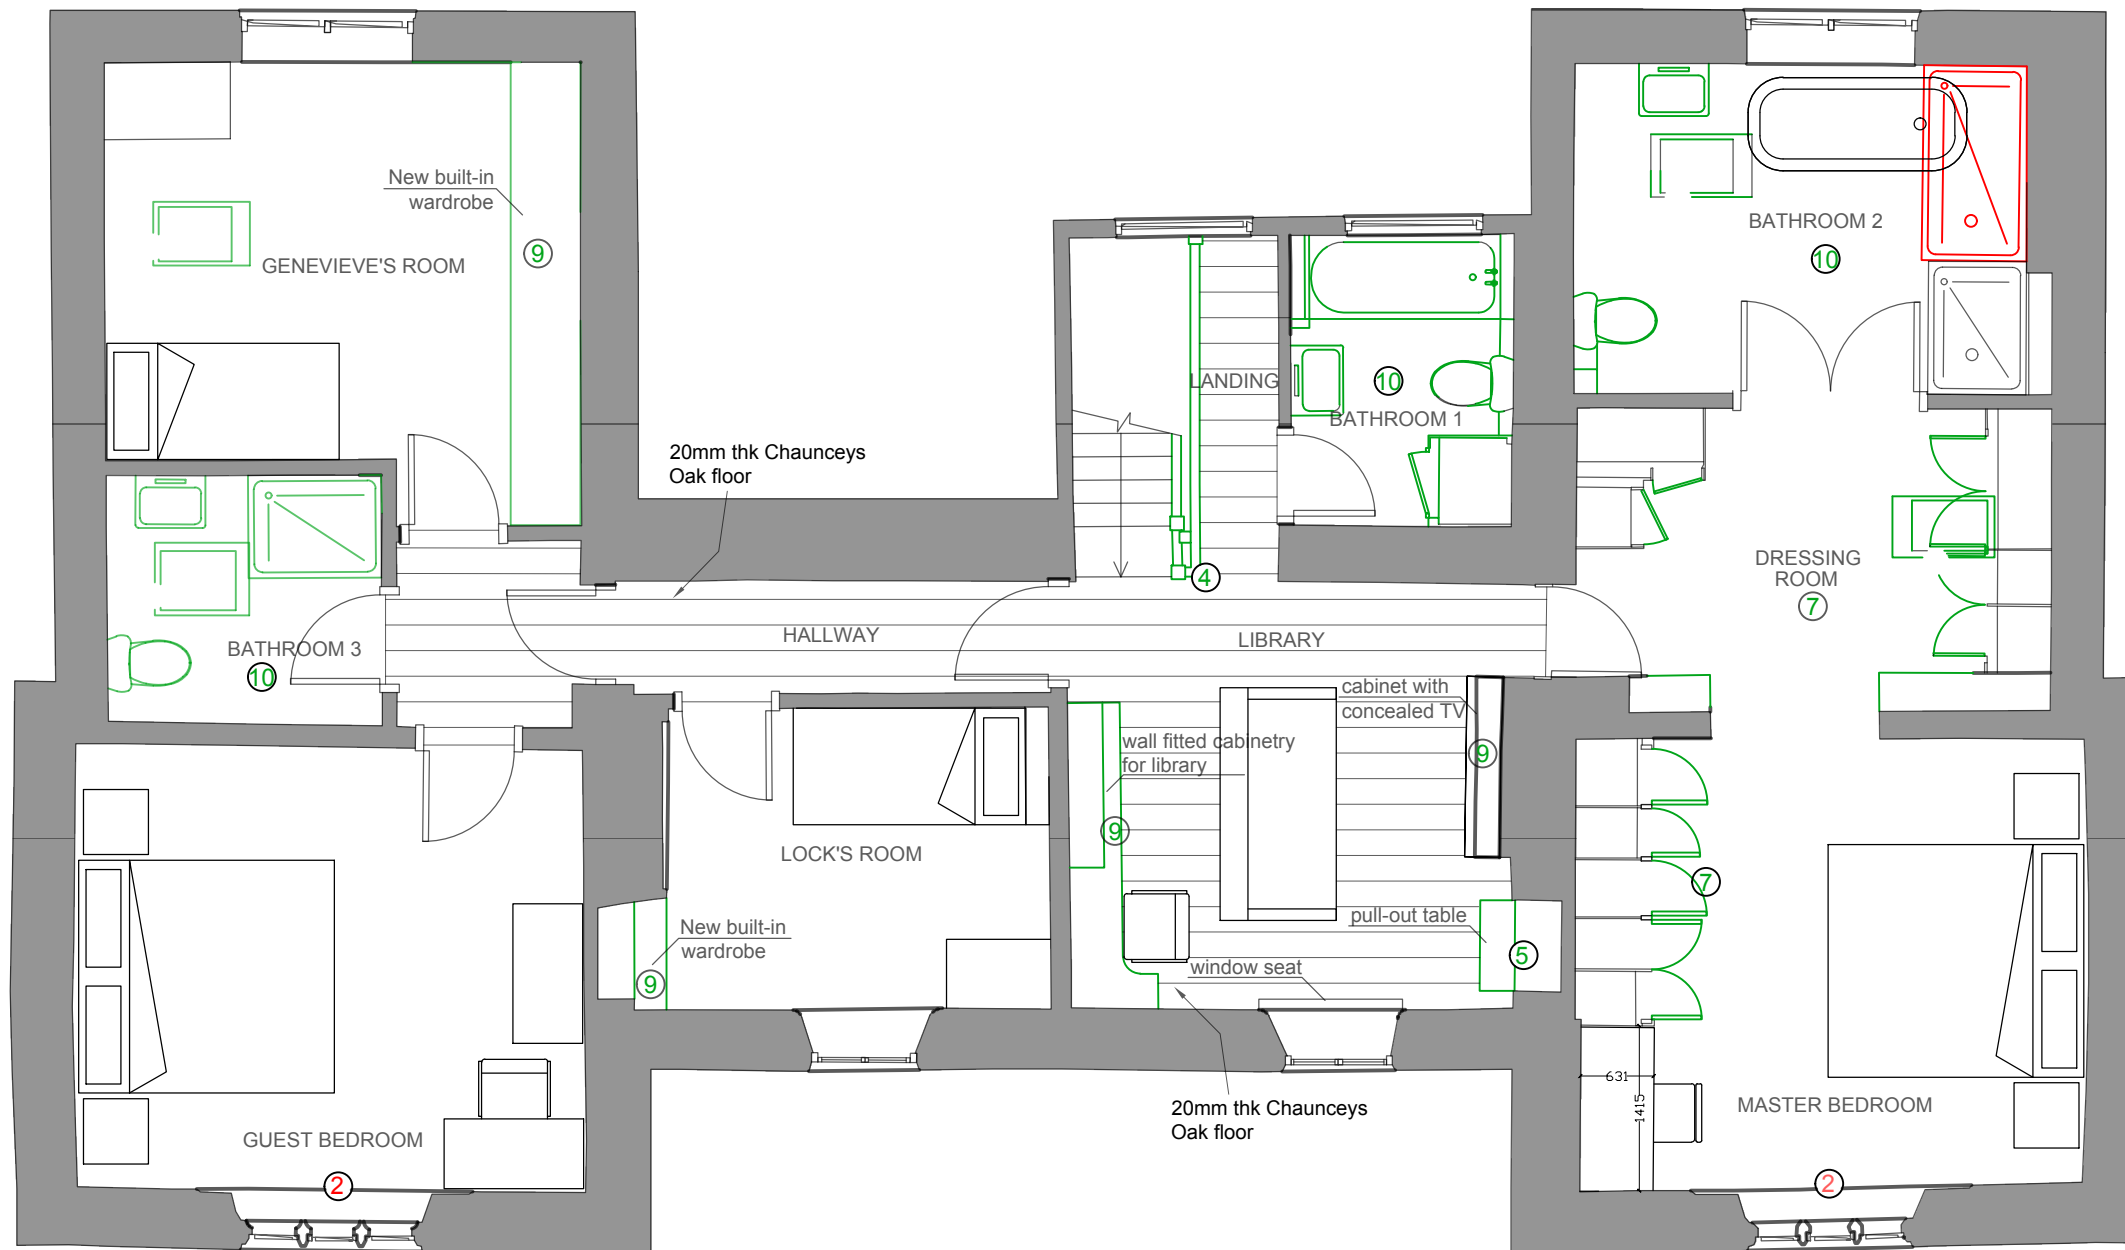 New built-in
wardrobe
9
GENEVIEVE'S ROOM
BATHROOM 2
10
LANDING
10
BATHROOM 1
20mm thk Chaunceys
Oak floor
4
DRESSING
ROOM
7
HALLWAY
LIBRARY
BATHROOM 3
10
cabinet with
concealed TV
9
wall fitted cabinetry
for library
9
LOCK'S ROOM
7
New built-in
wardrobe
9
pull-out table
5
window seat
631
1415
20mm thk Chaunceys
Oak floor
MASTER BEDROOM
2
GUEST BEDROOM
2